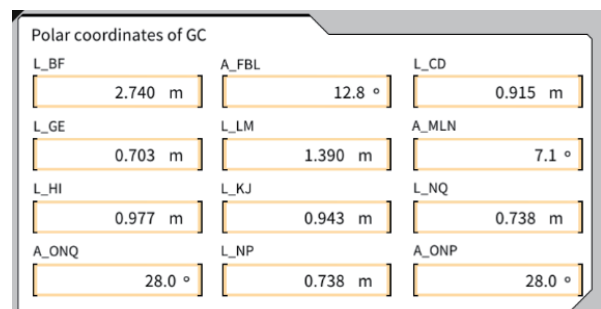 Polar coordinates of GC
L_BF A_FBL L_CD
2.740 m 12.8 ° 0.915 m
L_GE L_LM A_MLN
0.703 m 1.390 m 7.1 °
L_HI L_KJ L_NQ
0.977 m 0.943 m 0.738 m
A_ONQ L_NP A_ONP
28.0 ° 0.738 m 28.0 °